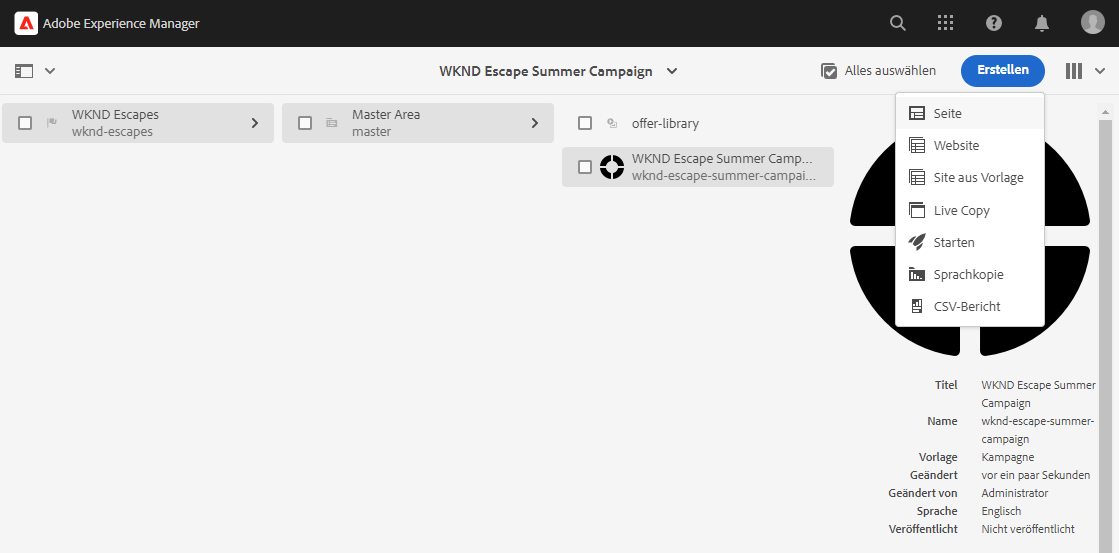 Adobe Experience Manager
WKND Escape Summer Campaign
Alles auswählen
Erstellen
WKND Escapes
wknd-escapes
Master Area
master
offer-library
WKND Escape Summer Camp...
wknd-escape-summer-campai...
Seite
Website
Site aus Vorlage
Live Copy
Starten
Sprachkopie
CSV-Bericht
Titel WKND Escape Summer
Campaign
Name wknd-escape-summer-
campaign
Vorlage Kampagne
Geändert vor ein paar Sekunden
Geändert von Administrator
Sprache Englisch
Veröffentlicht Nicht veröffentlicht